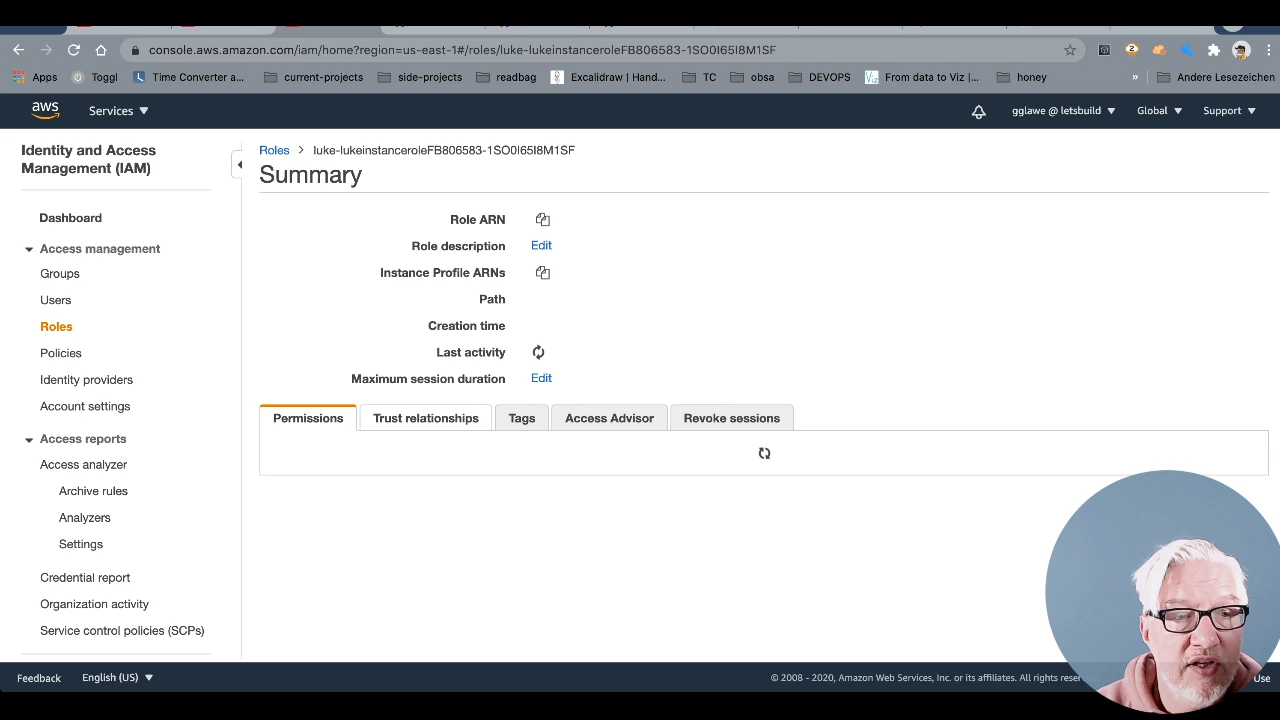 console.aws.amazon.com/iam/home?region=us-east-1#/roles/luke-lukeinstanceroleFB806583-1SO0I65I8M1SF
Apps
Toggl
Time Converter a...
current-projects
side-projects
readbag
Excalidraw | Hand...
TC
obsa
DEVOPS
From data to Viz |...
honey
»
Andere Lesezeichen
aws
Services
gglawe @ letsbuild
Global
Support
Identity and Access
Management (IAM)
Dashboard
Access management
Groups
Users
Roles
Policies
Identity providers
Account settings
Access reports
Access analyzer
Archive rules
Analyzers
Settings
Credential report
Organization activity
Service control policies (SCPs)
Roles > luke-lukeinstanceroleFB806583-1SO0I65I8M1SF
Summary
Role ARN
Role description Edit
Instance Profile ARNs
Path
Creation time
Last activity
Maximum session duration Edit
Permissions
Trust relationships
Tags
Access Advisor
Revoke sessions
Feedback
English (US)
© 2008 - 2020, Amazon Web Services, Inc. or its affiliates. All rights rese
Use